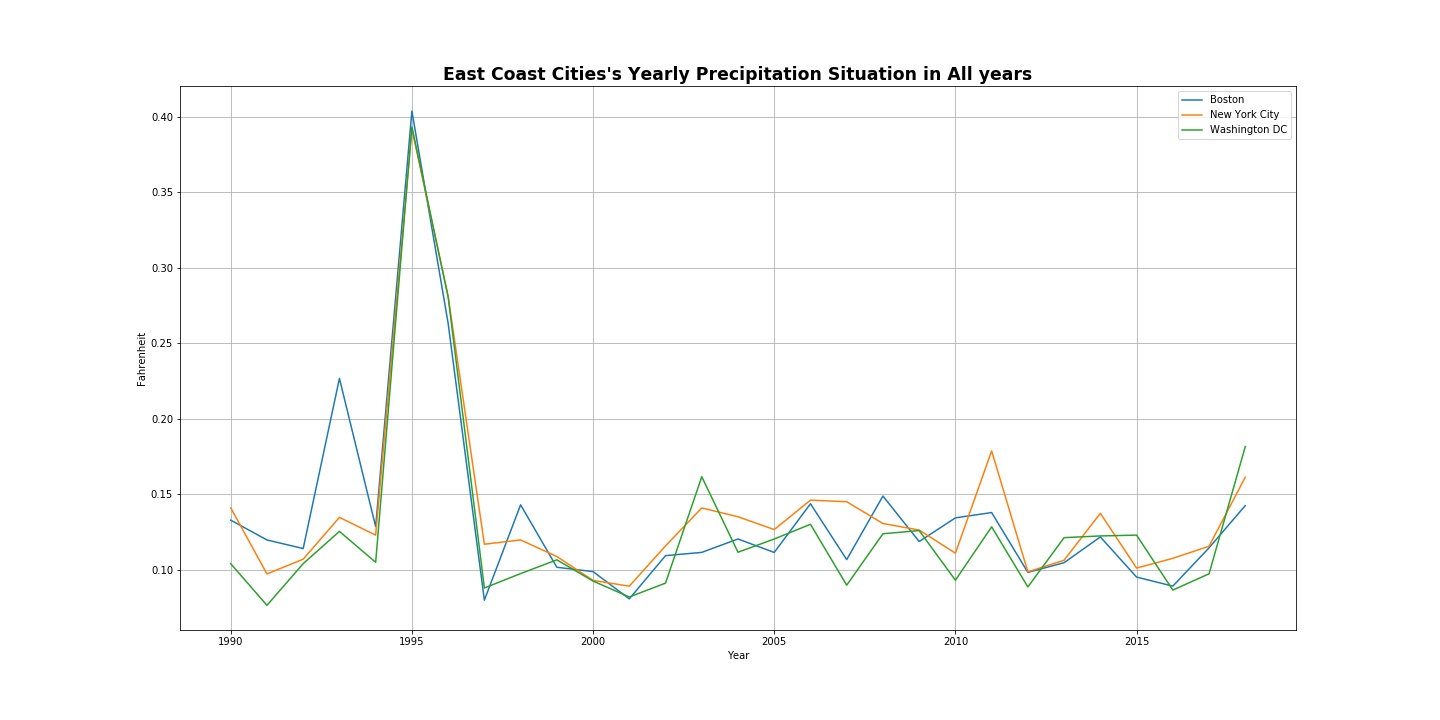 East Coast Cities's Yearly Precipitation Situation in All years
Boston
New York City
Washington DC
0.40
0.35
0.30
0.25
0.20
0.15
0.10
Fahrenheit
1990 1995 2000 2005 2010 2015
Year